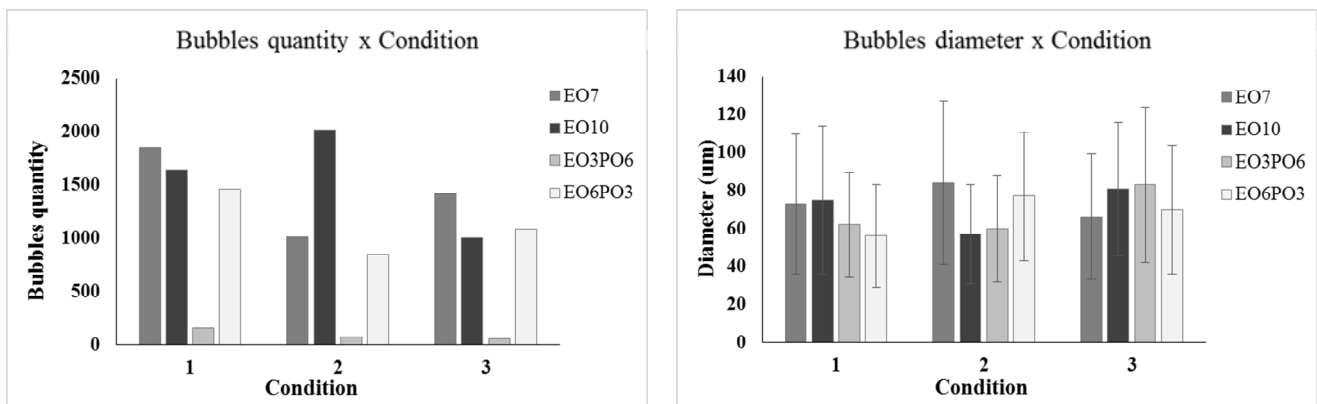 Bubbles quantity x Condition
2500
2000
1500
1000
500
0
Bubbles quantity
1
2
3
Condition
EO7
EO10
EO3PO6
EO6PO3
Bubbles diameter x Condition
140
120
100
80
60
40
20
0
Diameter (um)
1
2
3
Condition
EO7
EO10
EO3PO6
EO6PO3